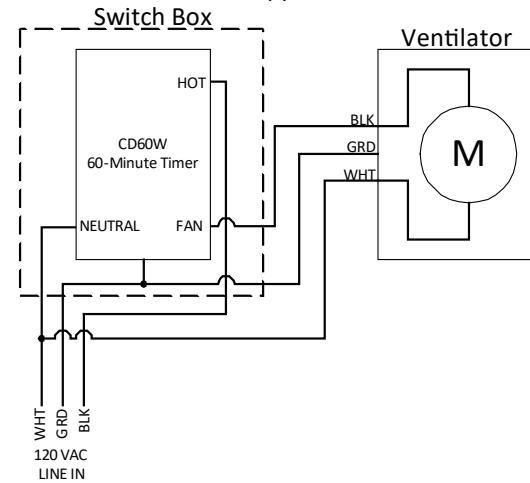 Switch Box
Ventilator
HOT
CD60W
60-Minute Timer
NEUTRAL
FAN
BLK
GRD
WHT
M
WHT
GRD
BLK
120 VAC
LINE IN